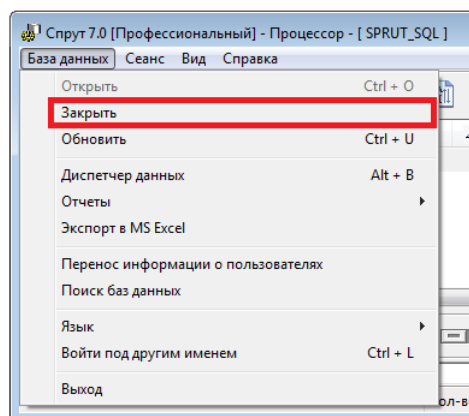 Спрут 7.0 [Профессиональный] - Процессор - [ SPRUT_SQL ]
База данных Сеанс Вид Справка
Открыть Ctrl + O
Закрыть
Обновить Ctrl + U
Диспетчер данных Alt + B
Отчеты
Экспорт в MS Excel
Перенос информации о пользователях
Поиск баз данных
Язык
Войти под другим именем Ctrl + L
Выход